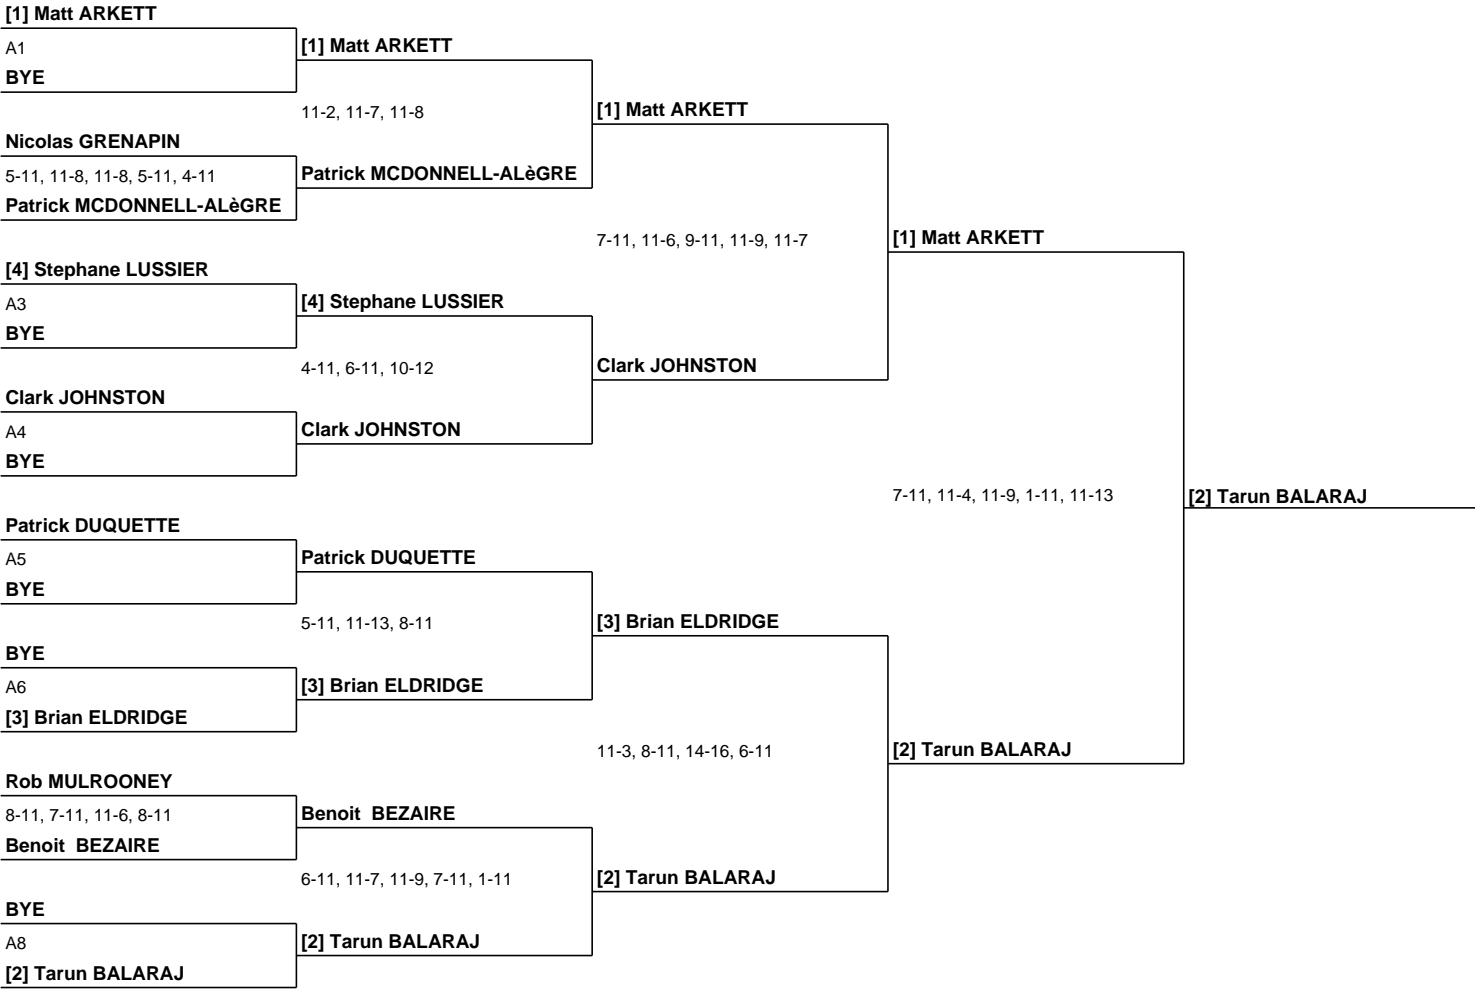 [1] Matt ARKETT
A1
BYE
Nicolas GRENAPIN
5-11, 11-8, 11-8, 5-11, 4-11
Patrick MCDONNELL-ALèGRE
[4] Stephane LUSSIER
A3
BYE
Clark JOHNSTON
A4
BYE
Patrick DUQUETTE
A5
BYE
BYE
A6
[3] Brian ELDRIDGE
Rob MULROONEY
8-11, 7-11, 11-6, 8-11
Benoit  BEZAIRE
BYE
A8
[2] Tarun BALARAJ
[1] Matt ARKETT
11-2, 11-7, 11-8
Patrick MCDONNELL-ALèGRE
[4] Stephane LUSSIER
4-11, 6-11, 10-12
Clark JOHNSTON
Patrick DUQUETTE
5-11, 11-13, 8-11
[3] Brian ELDRIDGE
Benoit  BEZAIRE
6-11, 11-7, 11-9, 7-11, 1-11
[2] Tarun BALARAJ
[1] Matt ARKETT
7-11, 11-6, 9-11, 11-9, 11-7
Clark JOHNSTON
[3] Brian ELDRIDGE
11-3, 8-11, 14-16, 6-11
[2] Tarun BALARAJ
[1] Matt ARKETT
7-11, 11-4, 11-9, 1-11, 11-13
[2] Tarun BALARAJ
[2] Tarun BALARAJ